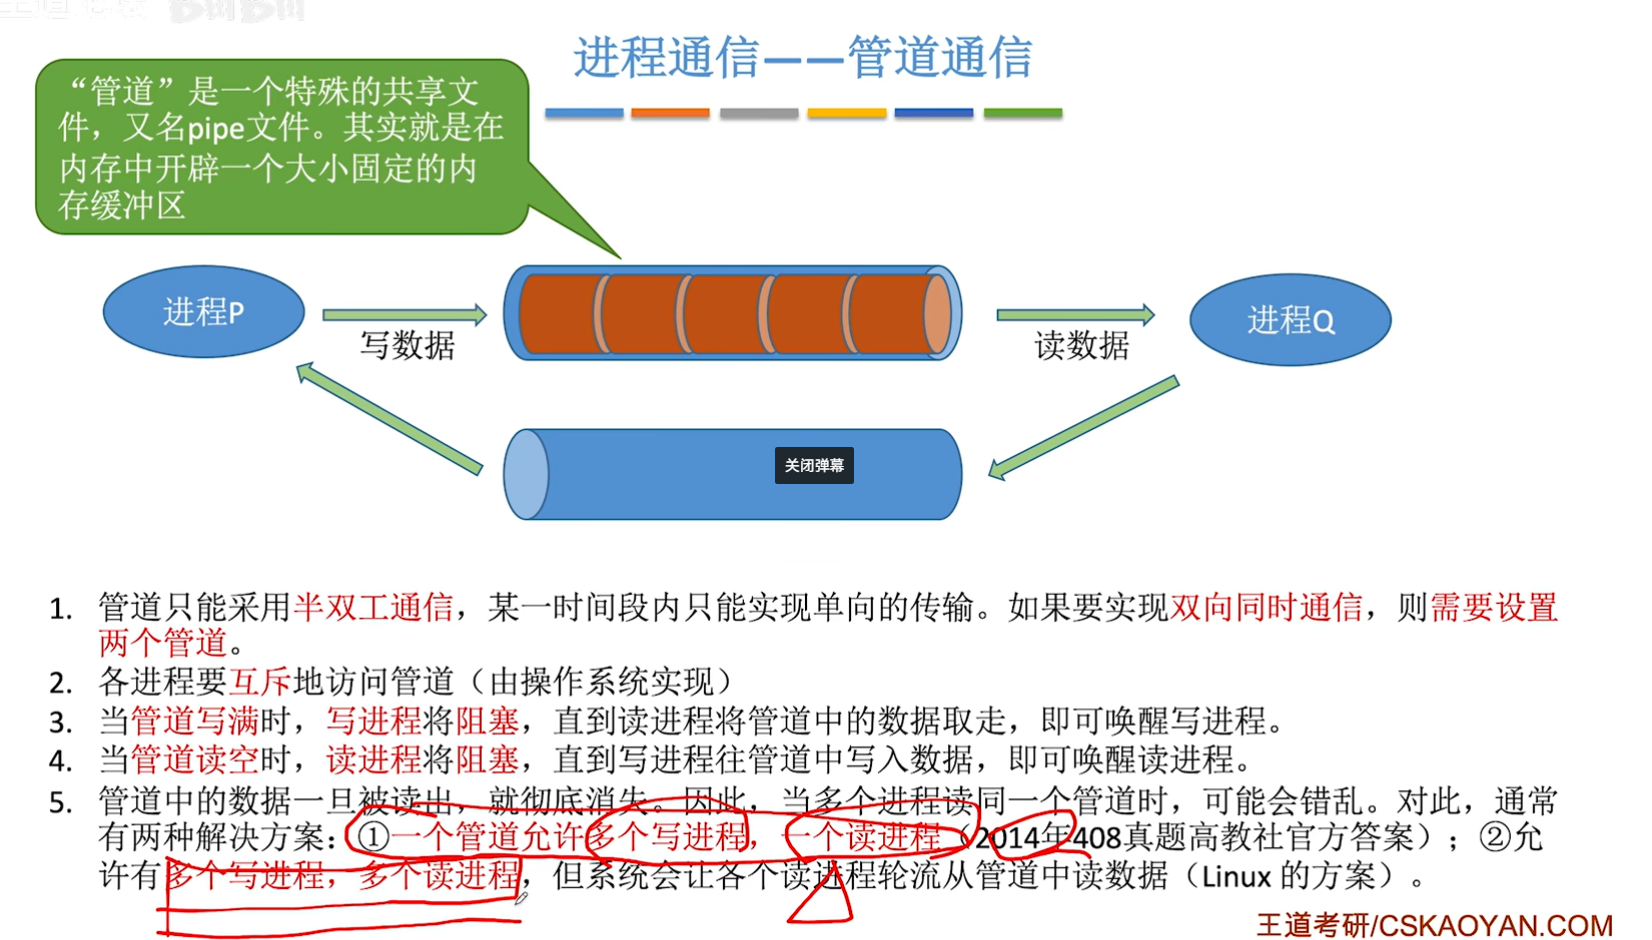 进程通信——管道通信
“管道”是一个特殊的共享文
件，又名pipe文件。其实就是在
内存中开辟一个大小固定的内
存缓冲区
进程P
写数据
读数据
进程Q
关闭弹幕
1. 管道只能采用半双工通信，某一时间段内只能实现单向的传输。如果要实现双向同时通信，则需要设置
两个管道。
2. 各进程要互斥地访问管道（由操作系统实现）
3. 当管道写满时，写进程将阻塞，直到读进程将管道中的数据取走，即可唤醒写进程。
4. 当管道读空时，读进程将阻塞，直到写进程往管道中写入数据，即可唤醒读进程。
5. 管道中的数据一旦被读出，就彻底消失。因此，当多个进程读同一个管道时，可能会错乱。对此，通常
有两种解决方案：①一个管道允许多个写进程，一个读进程（2014年408真题高教社官方答案）；②允
许有多个写进程，多个读进程，但系统会让各个读进程轮流从管道中读数据（Linux 的方案）。
王道考研/CSKAOYAN.COM